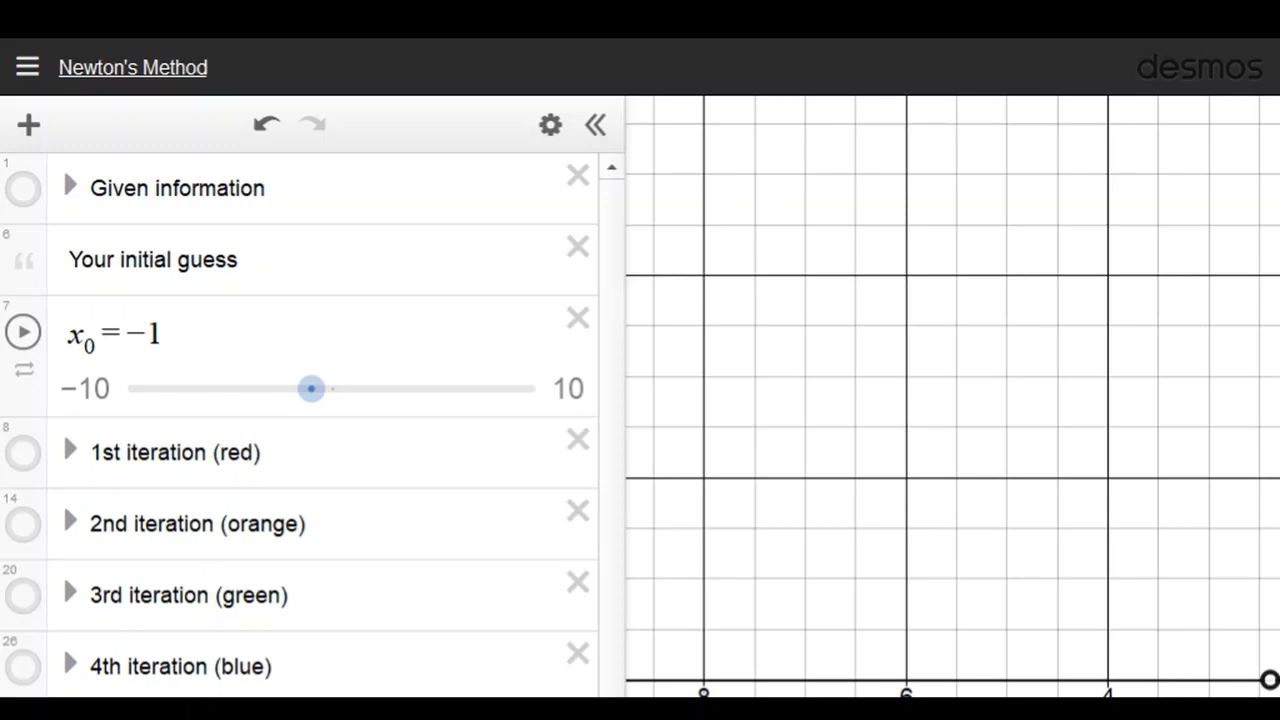 Newton's Method
desmos
1
Given information
6
Your initial guess
7
x₀ = −1
−10
10
8
1st iteration (red)
14
2nd iteration (orange)
20
3rd iteration (green)
26
4th iteration (blue)